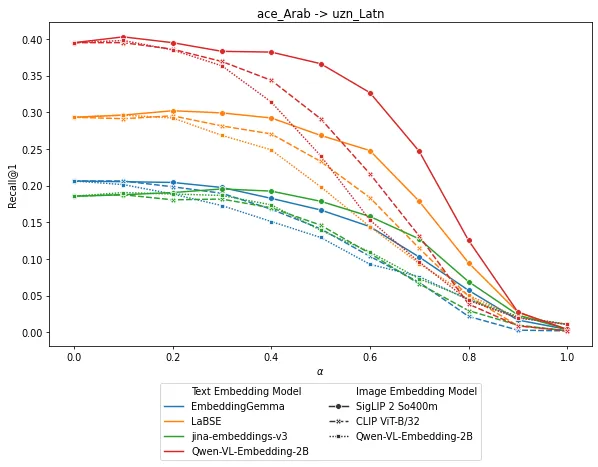 ace_Arab -> uzn_Latn
Recall@1
0.40
0.35
0.30
0.25
0.20
0.15
0.10
0.05
0.00
0.0 0.2 0.4 0.6 0.8 1.0
α
Text Embedding Model
EmbeddingGemma
LaBSE
jina-embeddings-v3
Qwen-VL-Embedding-2B
Image Embedding Model
SigLIP 2 So400m
CLIP ViT-B/32
Qwen-VL-Embedding-2B